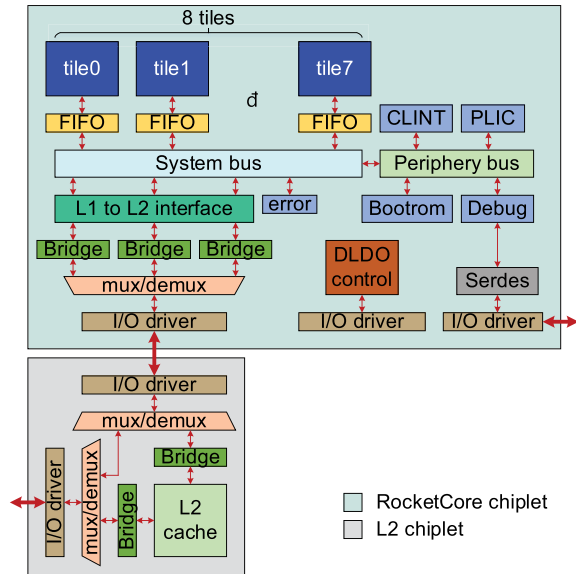 8 tiles
tile0
tile1
tile7
đ
FIFO
FIFO
FIFO
CLINT
PLIC
System bus
Periphery bus
L1 to L2 interface
error
Bootrom
Debug
Bridge
Bridge
Bridge
DLDO
control
mux/demux
Serdes
I/O driver
I/O driver
I/O driver
I/O driver
mux/demux
Bridge
I/O driver
mux/demux
Bridge
L2
cache
RocketCore chiplet
L2 chiplet